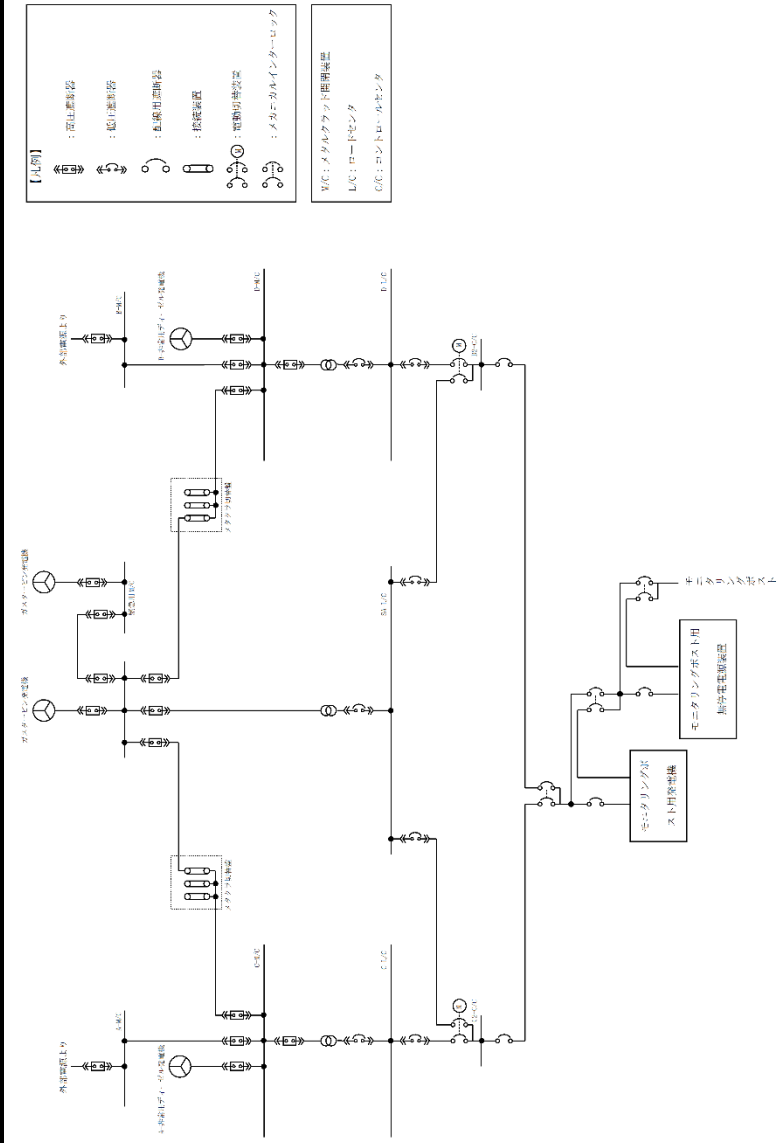 【凡例】
：高圧遮断器
：低圧遮断器
：配線用遮断器
：接続装置
：電動切替装置
：メカニカルインターロック
M/C：メタルクラッド開閉装置
L/C：ロードセンタ
C/C：コントロールセンタ
外部電源より
A-M/C
A-非常用ディーゼル発電機
C-M/C
C L/C
メタクラ切替盤
ガスタービン発電機
ガスタービン発電機
緊急用M/C
SA L/C
メタクラ切替盤
外部電源より
B-M/C
B-非常用ディーゼル発電機
D-M/C
D L/C
モニタリングポ
スト用発電機
モニタリングポスト用
無停電電源装置
モニタリングポスト